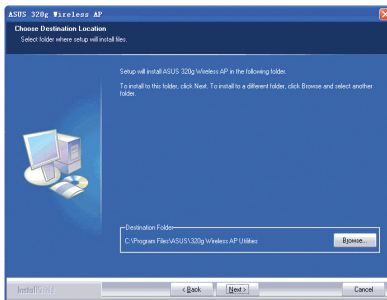 ASUS 320g Wireless AP
Choose Destination Location
Select folder where setup will install files.
Setup will install ASUS 320g Wireless AP in the following folder.
To install to this folder, click Next. To install to a different folder, click Browse and select another
folder.
Destination Folder
C:\Program Files\ASUS\320g Wireless AP Utilities
Browse...
InstallShield
< Back
Next >
Cancel